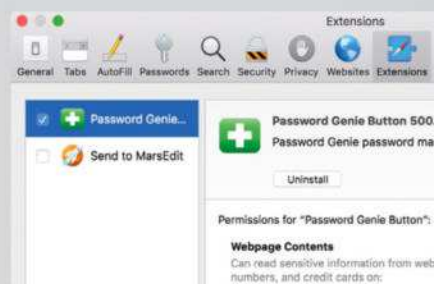 Extensions
General Tabs AutoFill Passwords Search Security Privacy Websites Extensions
Password Genie...
Send to MarsEdit
Password Genie Button 500.
Password Genie password ma
Uninstall
Permissions for "Password Genie Button":
Webpage Contents
Can read sensitive information from web
numbers, and credit cards on: